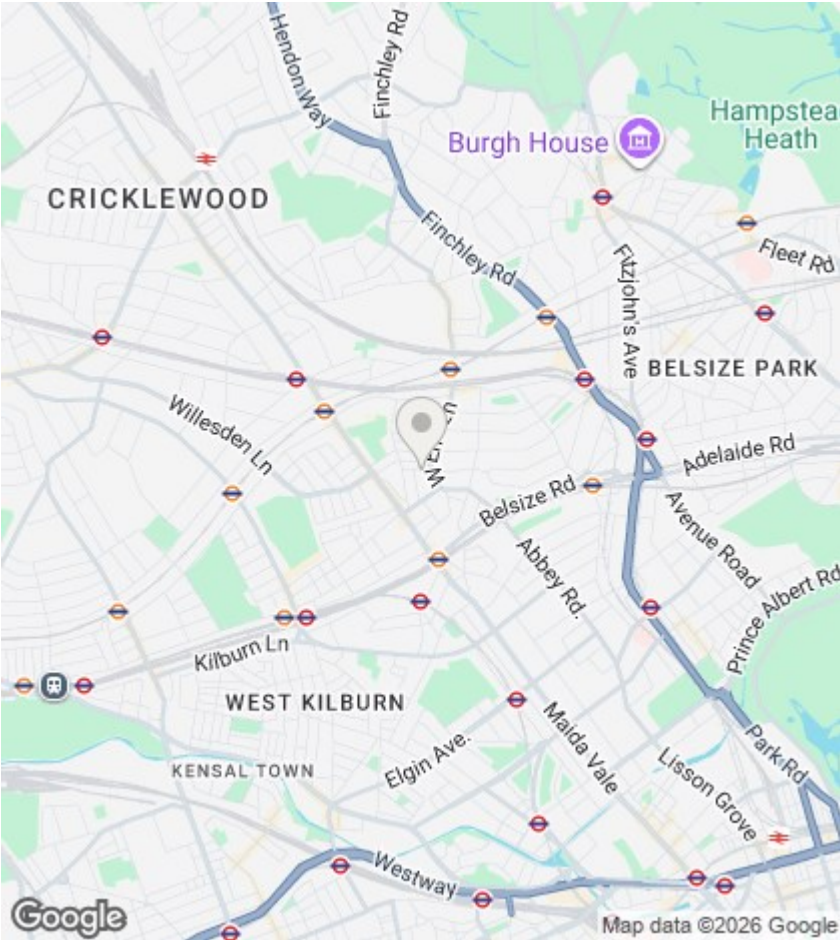 Hendon Way
Finchley Rd
Burgh House
Hampstea
Heath
CRICKLEWOOD
Finchley Rd
Fitzjohn's Ave
Fleet Rd
BELSIZE PARK
Willesden Ln
Adelaide Rd
Belsize Rd
Avenue Road
Abbey Rd.
Prince Albert Rd
Kilburn Ln
WEST KILBURN
Maida Vale
Park Rd
KENSAL TOWN
Elgin Ave.
Lisson Grove
Westway
Google
Map data ©2026 Google